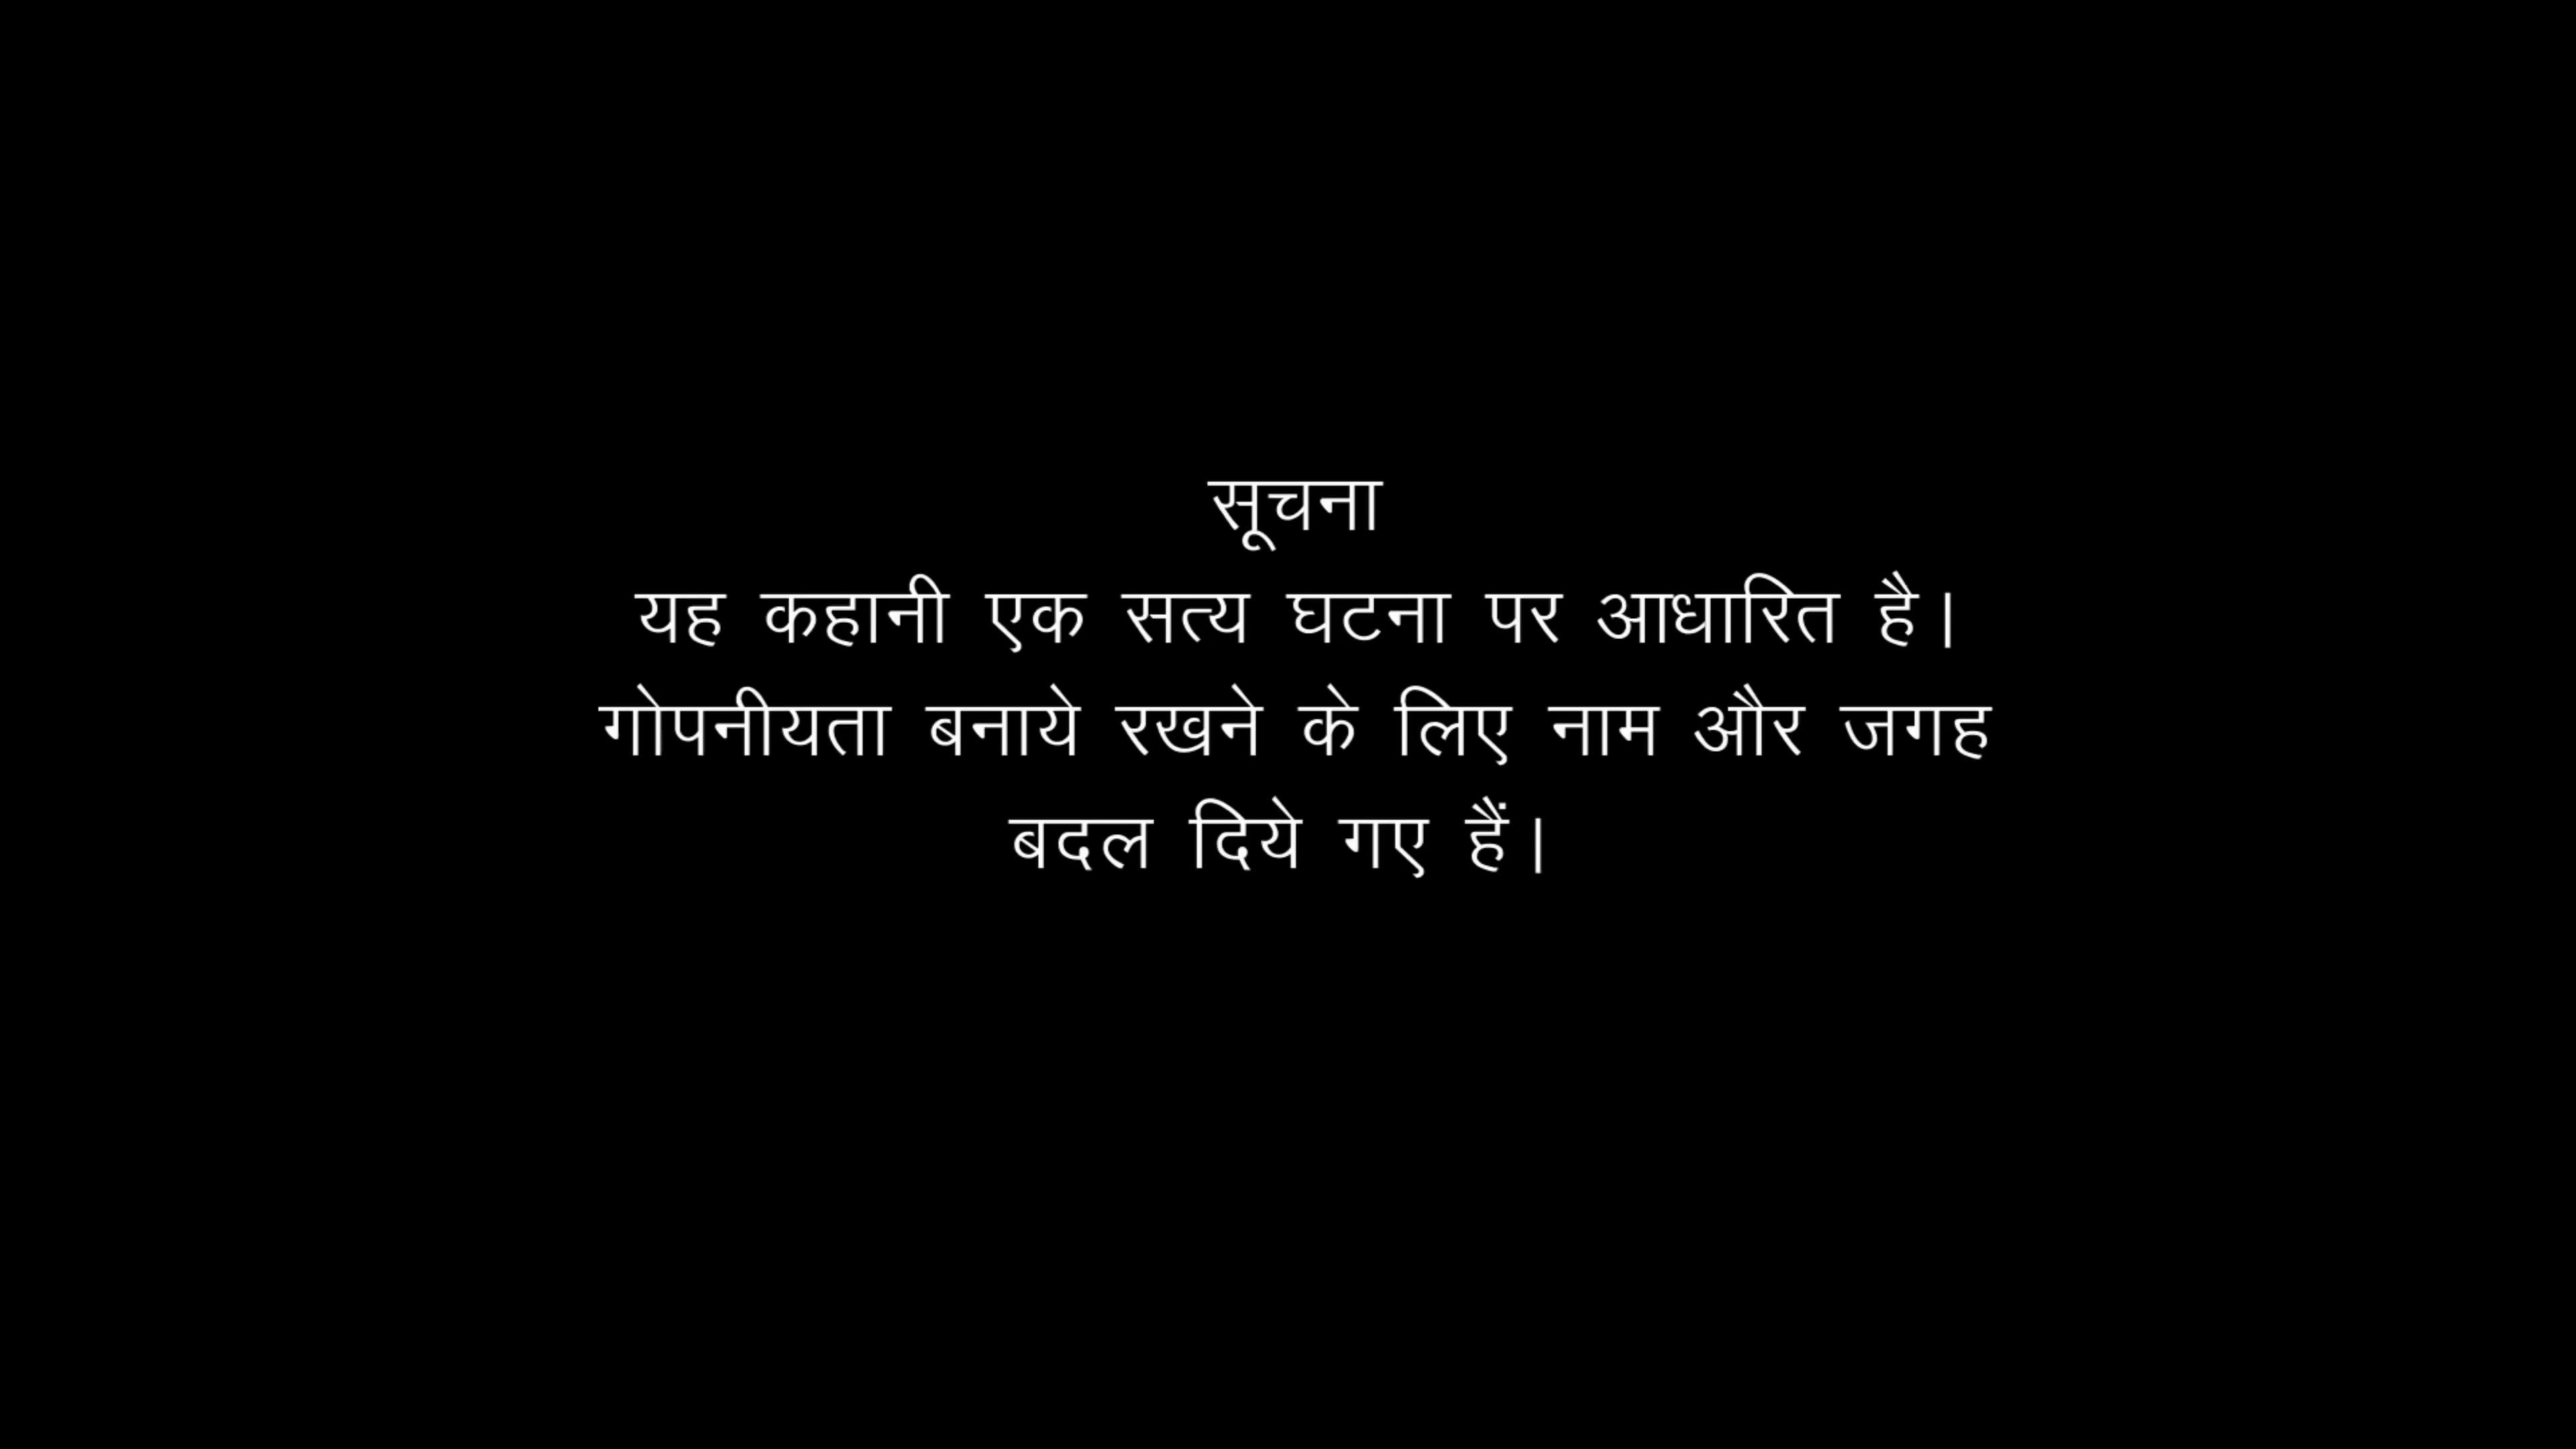 सूचना
यह कहानी एक सत्य घटना पर आधारित है।
गोपनीयता बनाये रखने के लिए नाम और जगह
बदल दिये गए हैं।